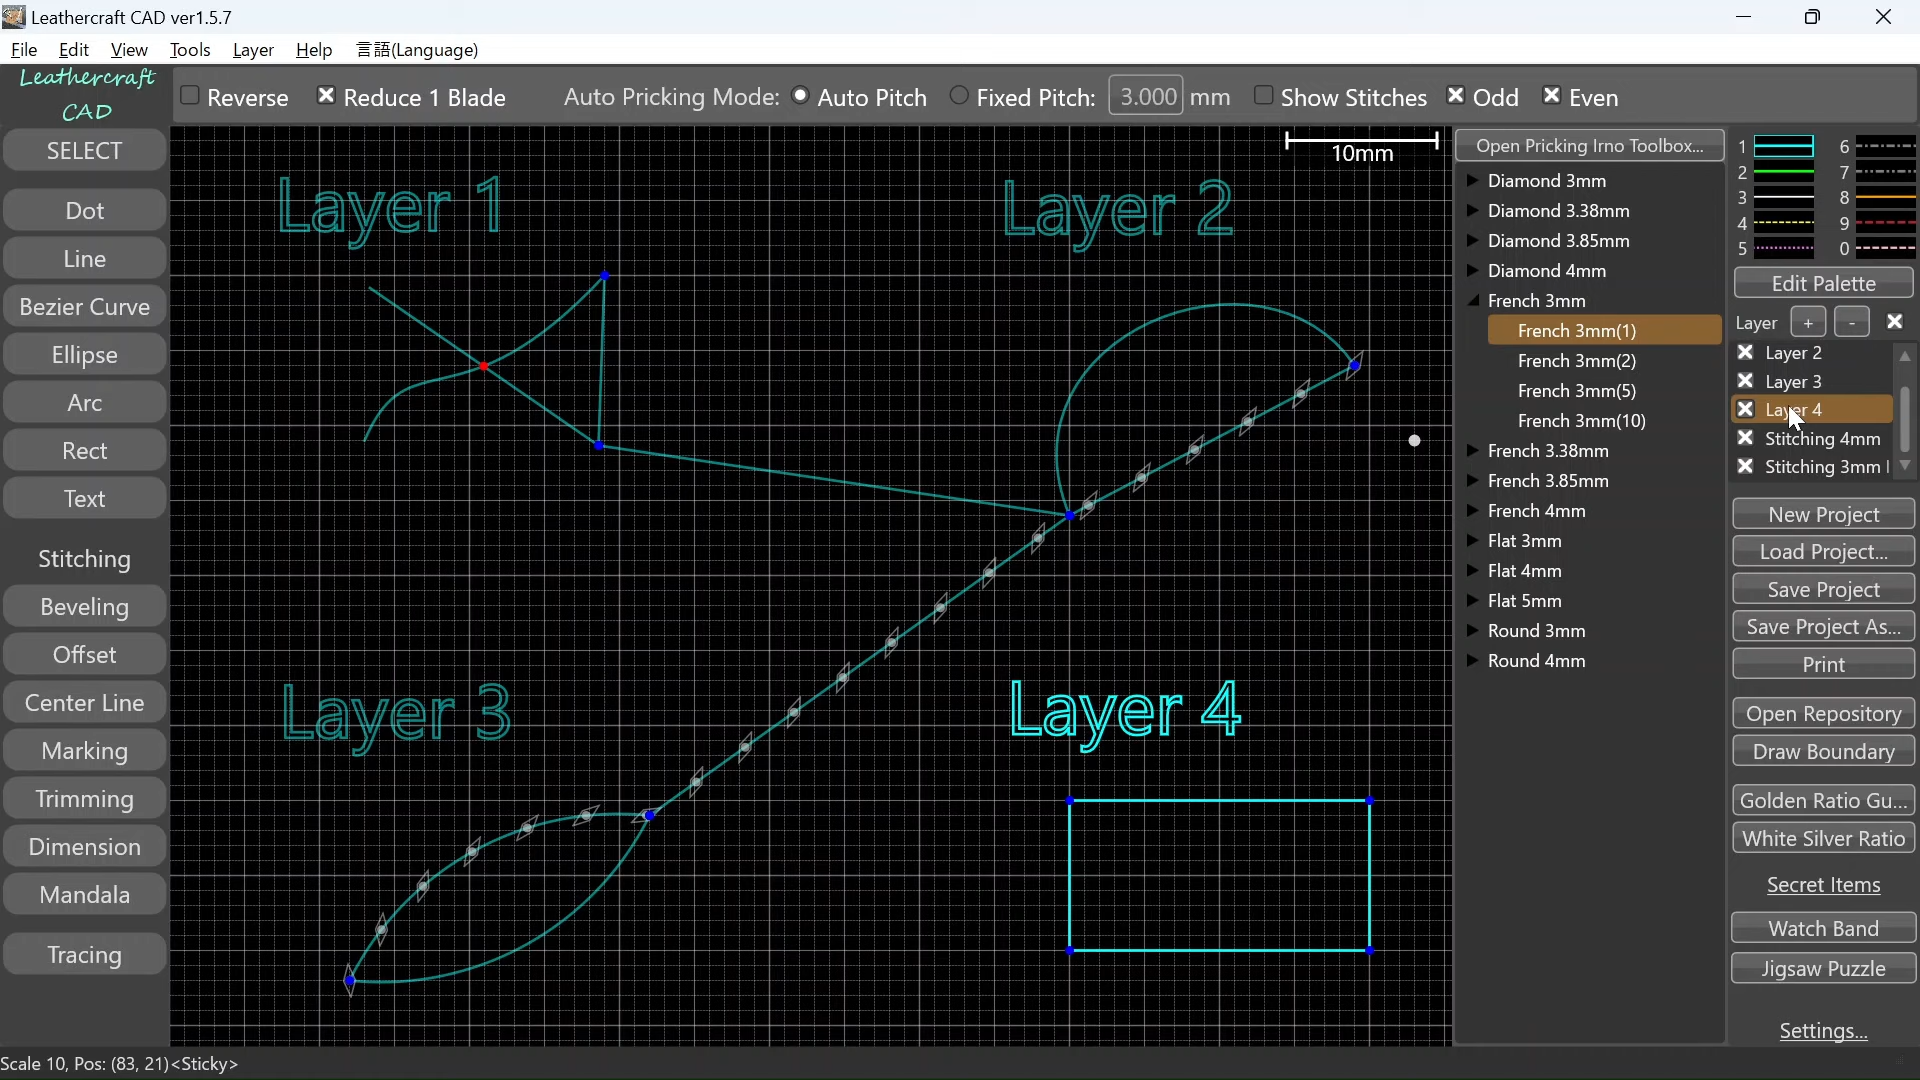 Leathercraft CAD ver1.5.7
File Edit View Tools Layer Help 言語(Language)
Leathercraft
CAD
Reverse Reduce 1 Blade Auto Pricking Mode: Auto Pitch Fixed Pitch: 3.000 mm Show Stitches Odd Even
SELECT
Dot
Line
Bezier Curve
Ellipse
Arc
Rect
Text
Stitching
Beveling
Offset
Center Line
Marking
Trimming
Dimension
Mandala
Tracing
10mm
Layer 1
Layer 2
Layer 3
Layer 4
Open Pricking Irno Toolbox...
Diamond 3mm
Diamond 3.38mm
Diamond 3.85mm
Diamond 4mm
French 3mm
French 3mm(1)
French 3mm(2)
French 3mm(5)
French 3mm(10)
French 3.38mm
French 3.85mm
French 4mm
Flat 3mm
Flat 4mm
Flat 5mm
Round 3mm
Round 4mm
1 6
2 7
3 8
4 9
5 0
Edit Palette
Layer + -
Layer 2
Layer 3
Layer 4
Stitching 4mm
Stitching 3mm
New Project
Load Project...
Save Project
Save Project As...
Print
Open Repository
Draw Boundary
Golden Ratio Gu...
White Silver Ratio
Secret Items
Watch Band
Jigsaw Puzzle
Settings...
Scale 10, Pos: (83, 21)<Sticky>